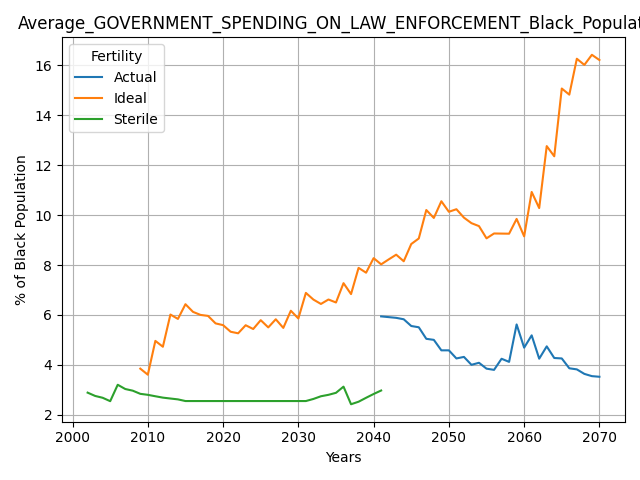 Average_GOVERNMENT_SPENDING_ON_LAW_ENFORCEMENT_Black_Populat
Fertility
Actual
Ideal
Sterile
% of Black Population
16
14
12
10
8
6
4
2
2000 2010 2020 2030 2040 2050 2060 2070
Years